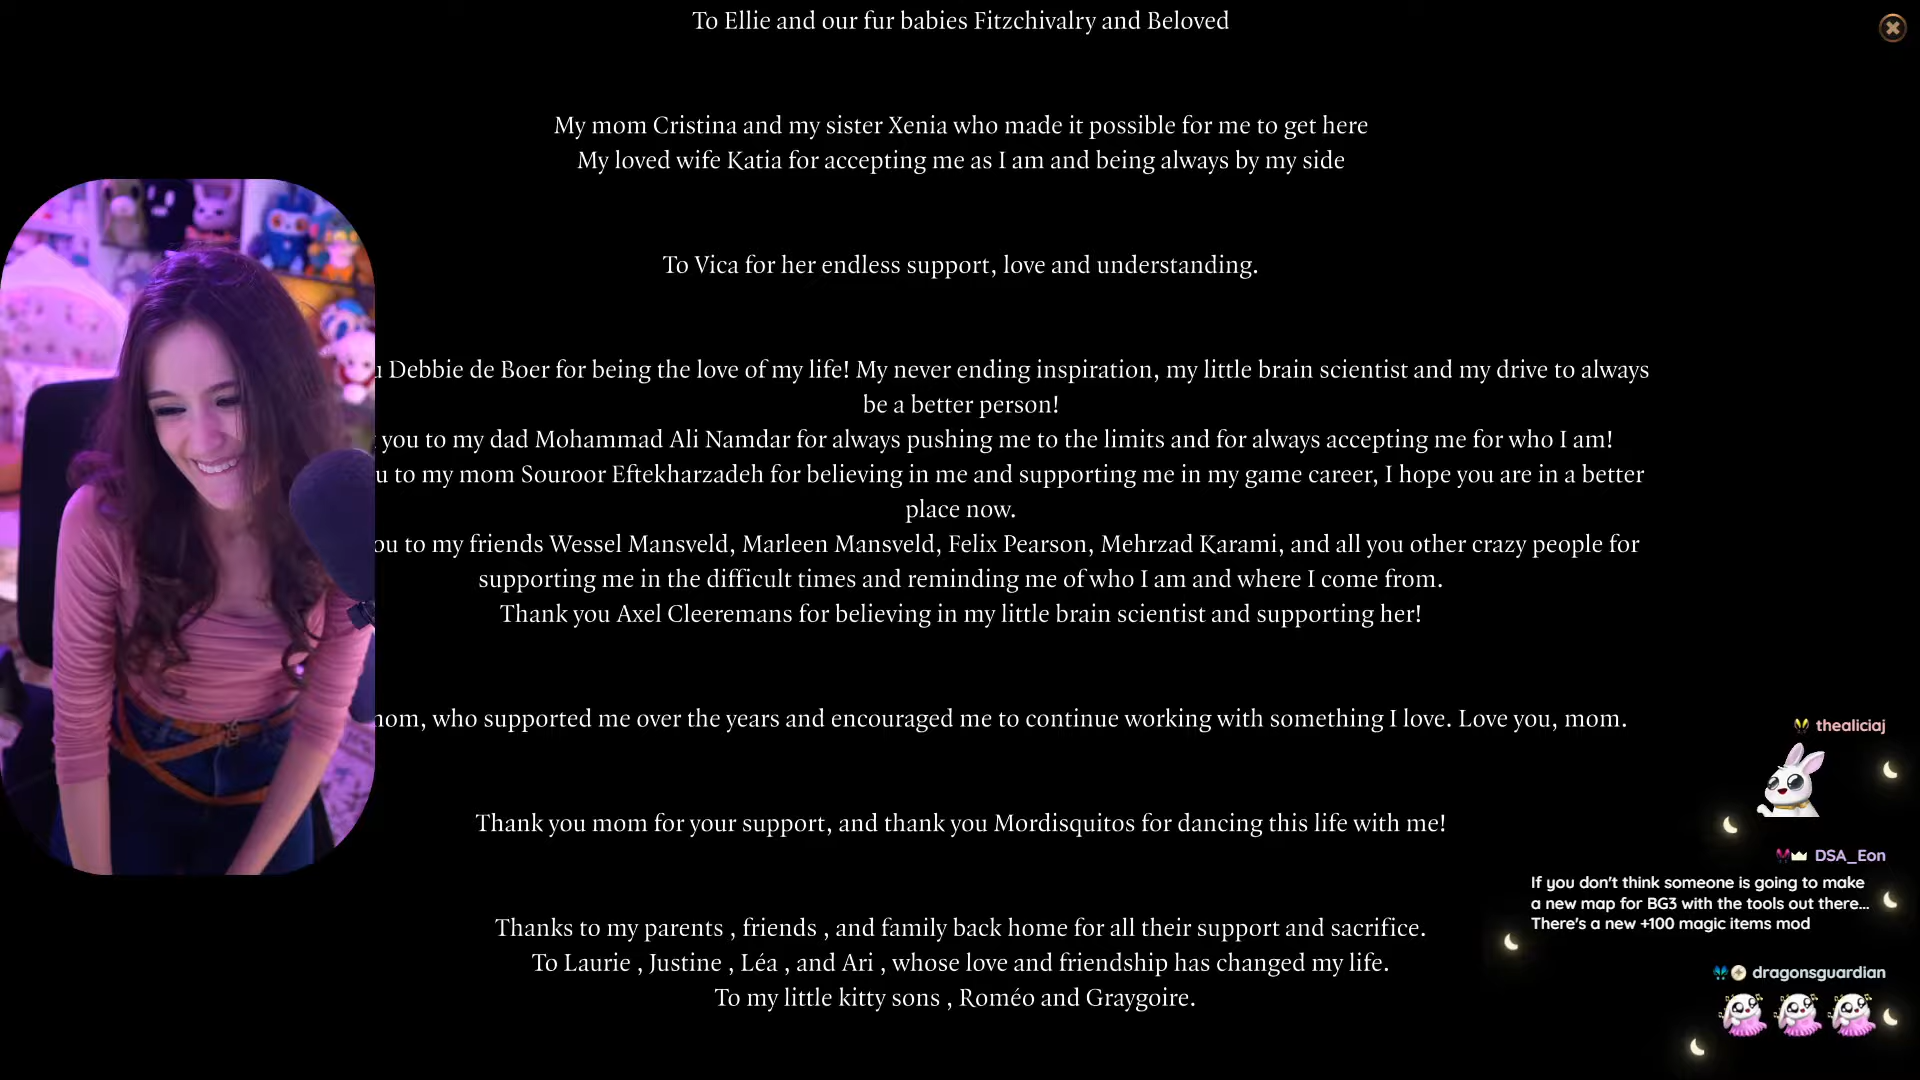 To Ellie and our fur babies Fitzchivalry and Beloved
My mom Cristina and my sister Xenia who made it possible for me to get here
My loved wife Katia for accepting me as I am and being always by my side
To Vica for her endless support, love and understanding.
Debbie de Boer for being the love of my life! My never ending inspiration, my little brain scientist and my drive to always
be a better person!
you to my dad Mohammad Ali Namdar for always pushing me to the limits and for always accepting me for who I am!
to my mom Souroor Eftekharzadeh for believing in me and supporting me in my game career, I hope you are in a better
place now.
to my friends Wessel Mansveld, Marleen Mansveld, Felix Pearson, Mehrzad Karami, and all you other crazy people for
supporting me in the difficult times and reminding me of who I am and where I come from.
Thank you Axel Cleeremans for believing in my little brain scientist and supporting her!
mom, who supported me over the years and encouraged me to continue working with something I love. Love you, mom.
Thank you mom for your support, and thank you Mordisquitos for dancing this life with me!
Thanks to my parents , friends , and family back home for all their support and sacrifice.
To Laurie , Justine , Léa , and Ari , whose love and friendship has changed my life.
To my little kitty sons , Roméo and Graygoire.
thealiciaj
DSA_Eon
If you don't think someone is going to make
a new map for BG3 with the tools out there...
There's a new +100 magic items mod
dragonsguardian